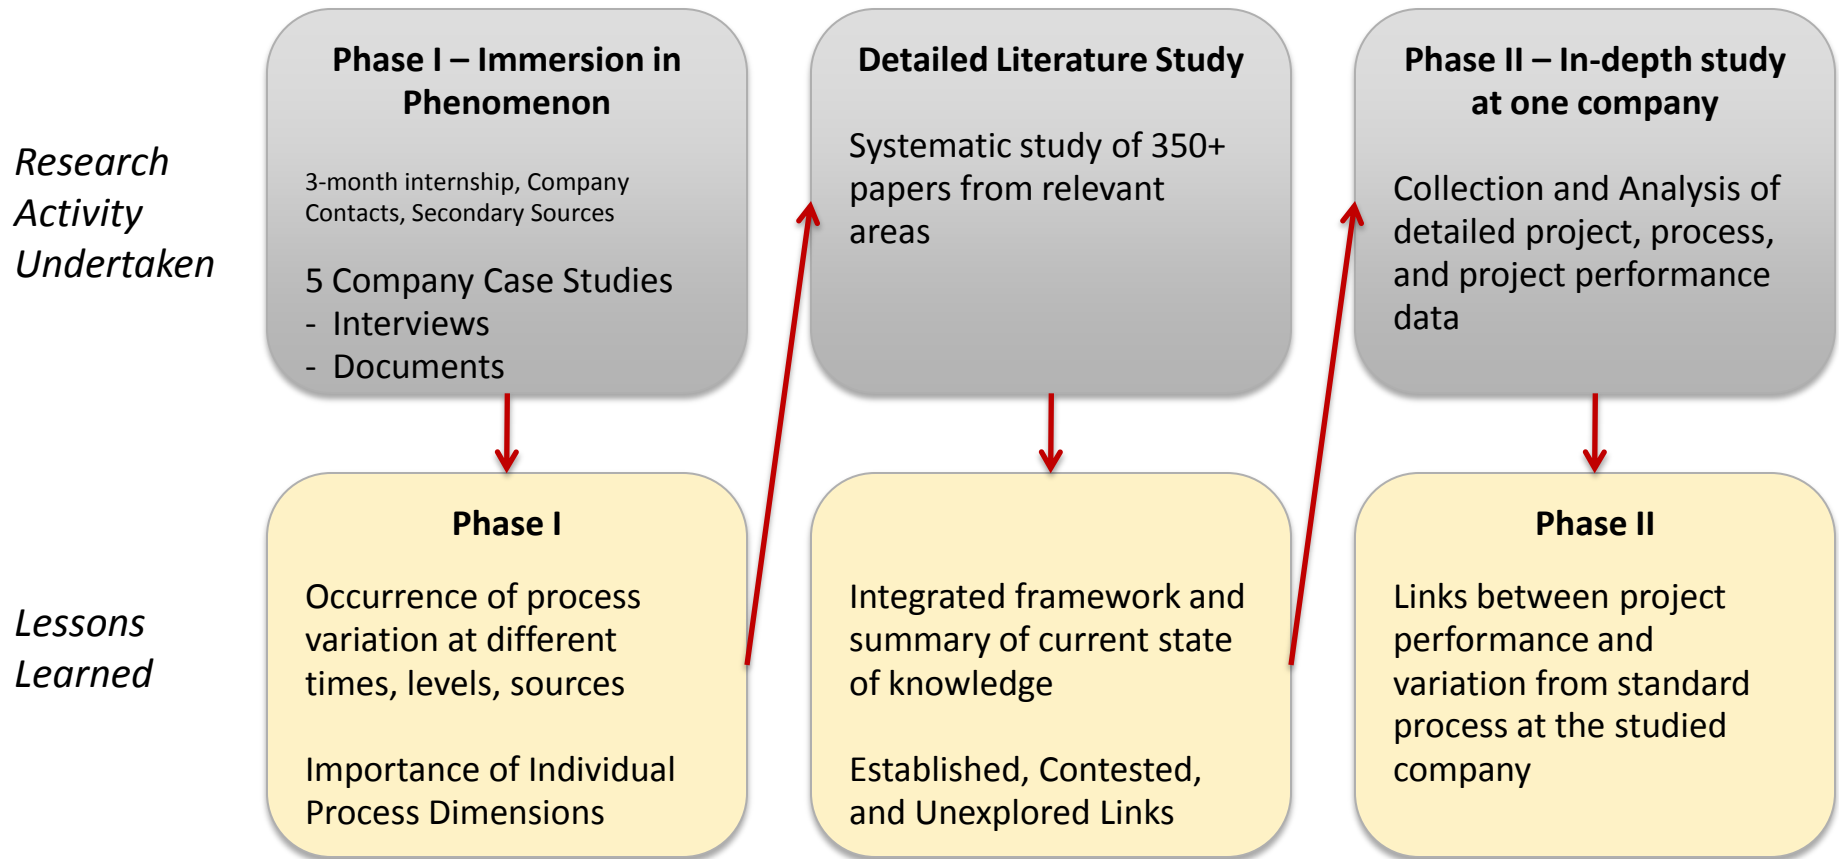 Research
Activity
Undertaken
Phase I – Immersion in
Phenomenon
3-month internship, Company
Contacts, Secondary Sources
5 Company Case Studies
- Interviews
- Documents
Detailed Literature Study
Systematic study of 350+
papers from relevant
areas
Phase II – In-depth study
at one company
Collection and Analysis of
detailed project, process,
and project performance
data
Lessons
Learned
Phase I
Occurrence of process
variation at different
times, levels, sources
Importance of Individual
Process Dimensions
Integrated framework and
summary of current state
of knowledge
Established, Contested,
and Unexplored Links
Phase II
Links between project
performance and
variation from standard
process at the studied
company